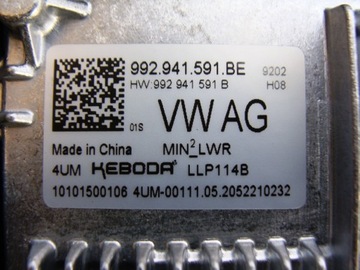 992.941.591.BE 9202
HW:992 941 591 B H08
01S VW AG
Made in China MIN²LWR
4UM KEBODA LLP114B
10101500106 4UM-00111.05.2052210232